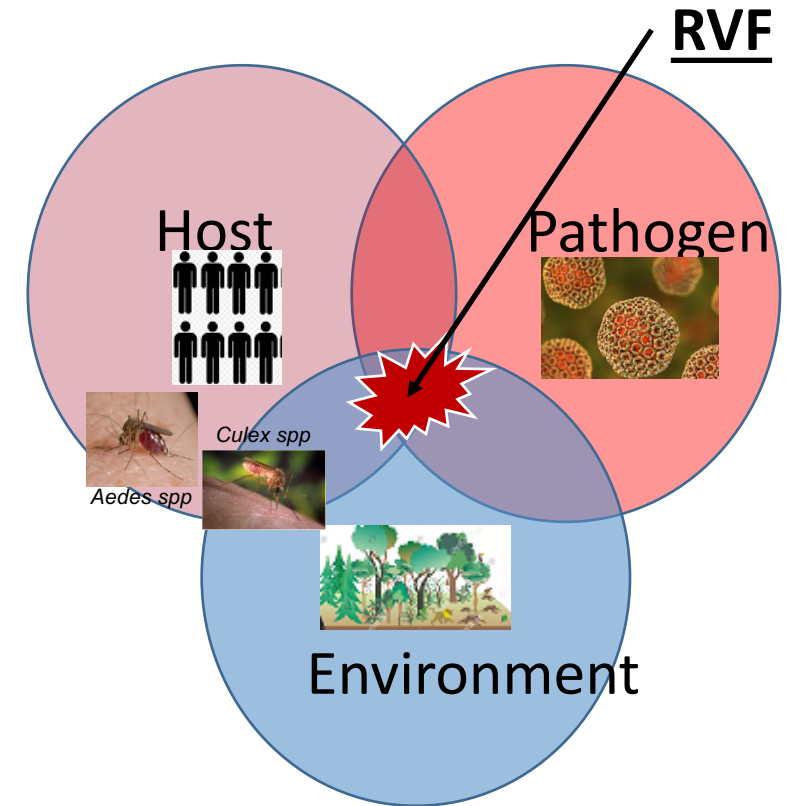 RVF
Host
Pathogen
Culex spp
Aedes spp
Environment